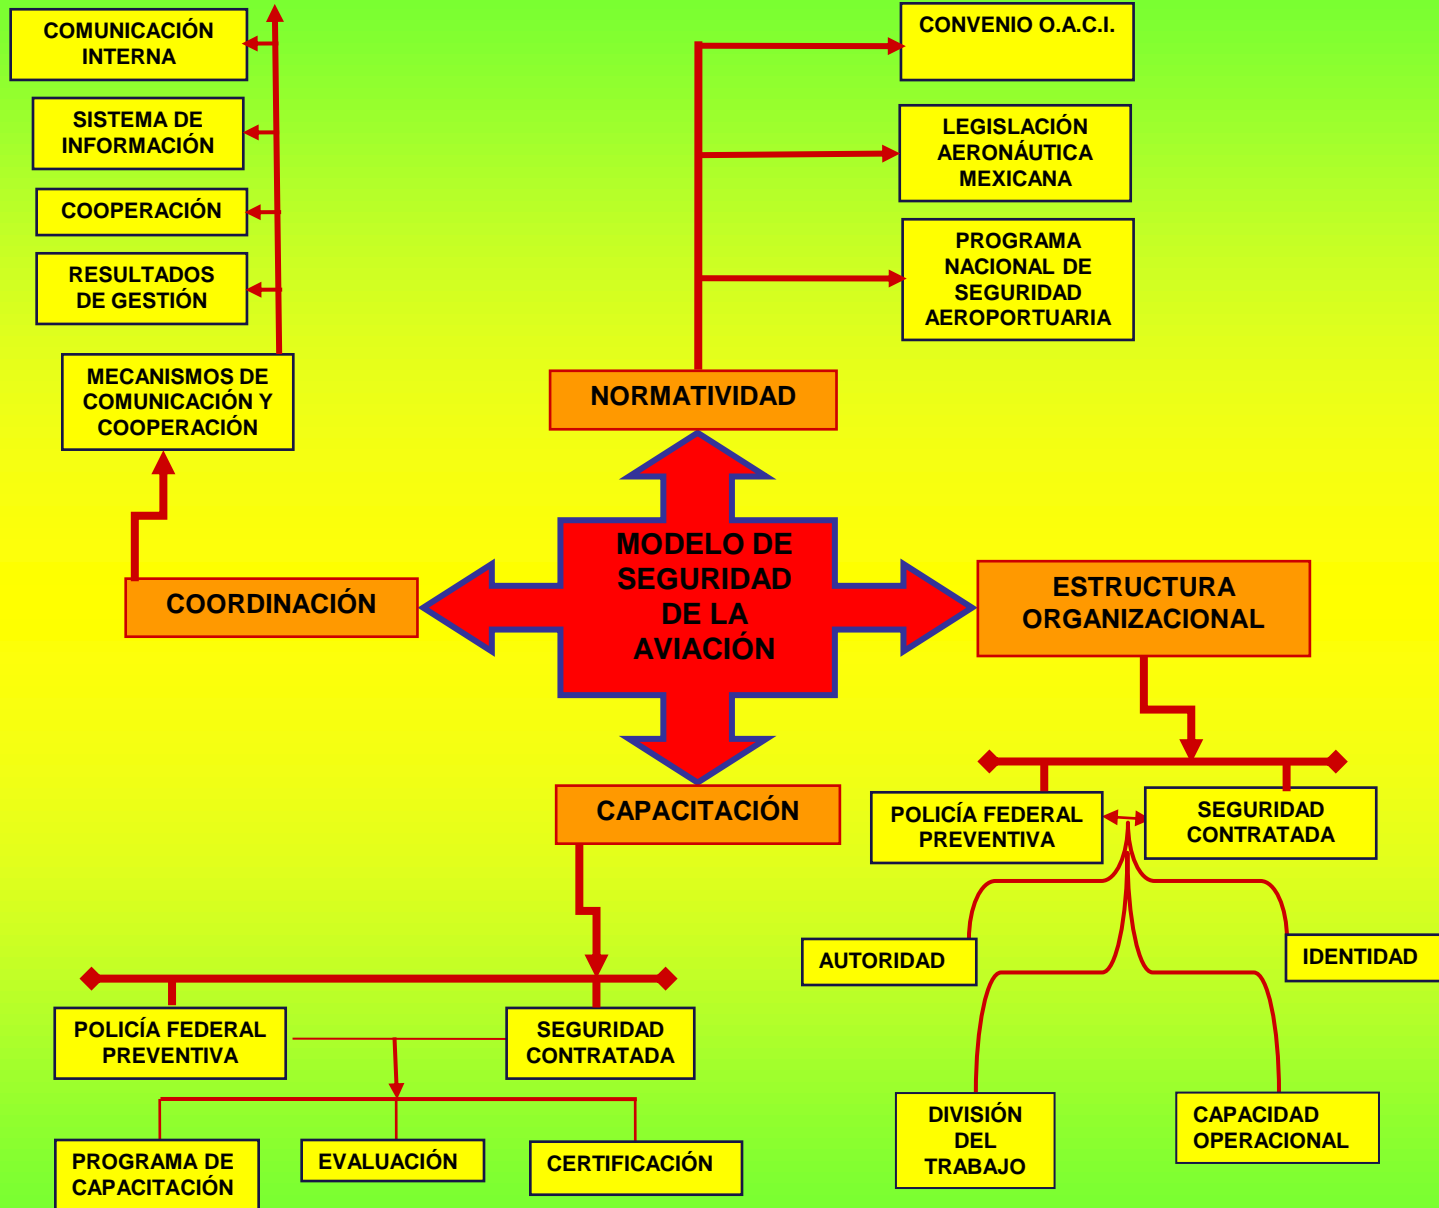 COMUNICACIÓN
INTERNA
SISTEMA DE
INFORMACIÓN
COOPERACIÓN
RESULTADOS
DE GESTIÓN
MECANISMOS DE
COMUNICACIÓN Y
COOPERACIÓN
CONVENIO O.A.C.I.
LEGISLACIÓN
AERONÁUTICA
MEXICANA
PROGRAMA
NACIONAL DE
SEGURIDAD
AEROPORTUARIA
NORMATIVIDAD
COORDINACIÓN
MODELO DE
SEGURIDAD
DE LA
AVIACIÓN
ESTRUCTURA
ORGANIZACIONAL
CAPACITACIÓN
POLICÍA FEDERAL
PREVENTIVA
SEGURIDAD
CONTRATADA
AUTORIDAD
IDENTIDAD
DIVISIÓN
DEL
TRABAJO
CAPACIDAD
OPERACIONAL
POLICÍA FEDERAL
PREVENTIVA
SEGURIDAD
CONTRATADA
PROGRAMA DE
CAPACITACIÓN
EVALUACIÓN
CERTIFICACIÓN